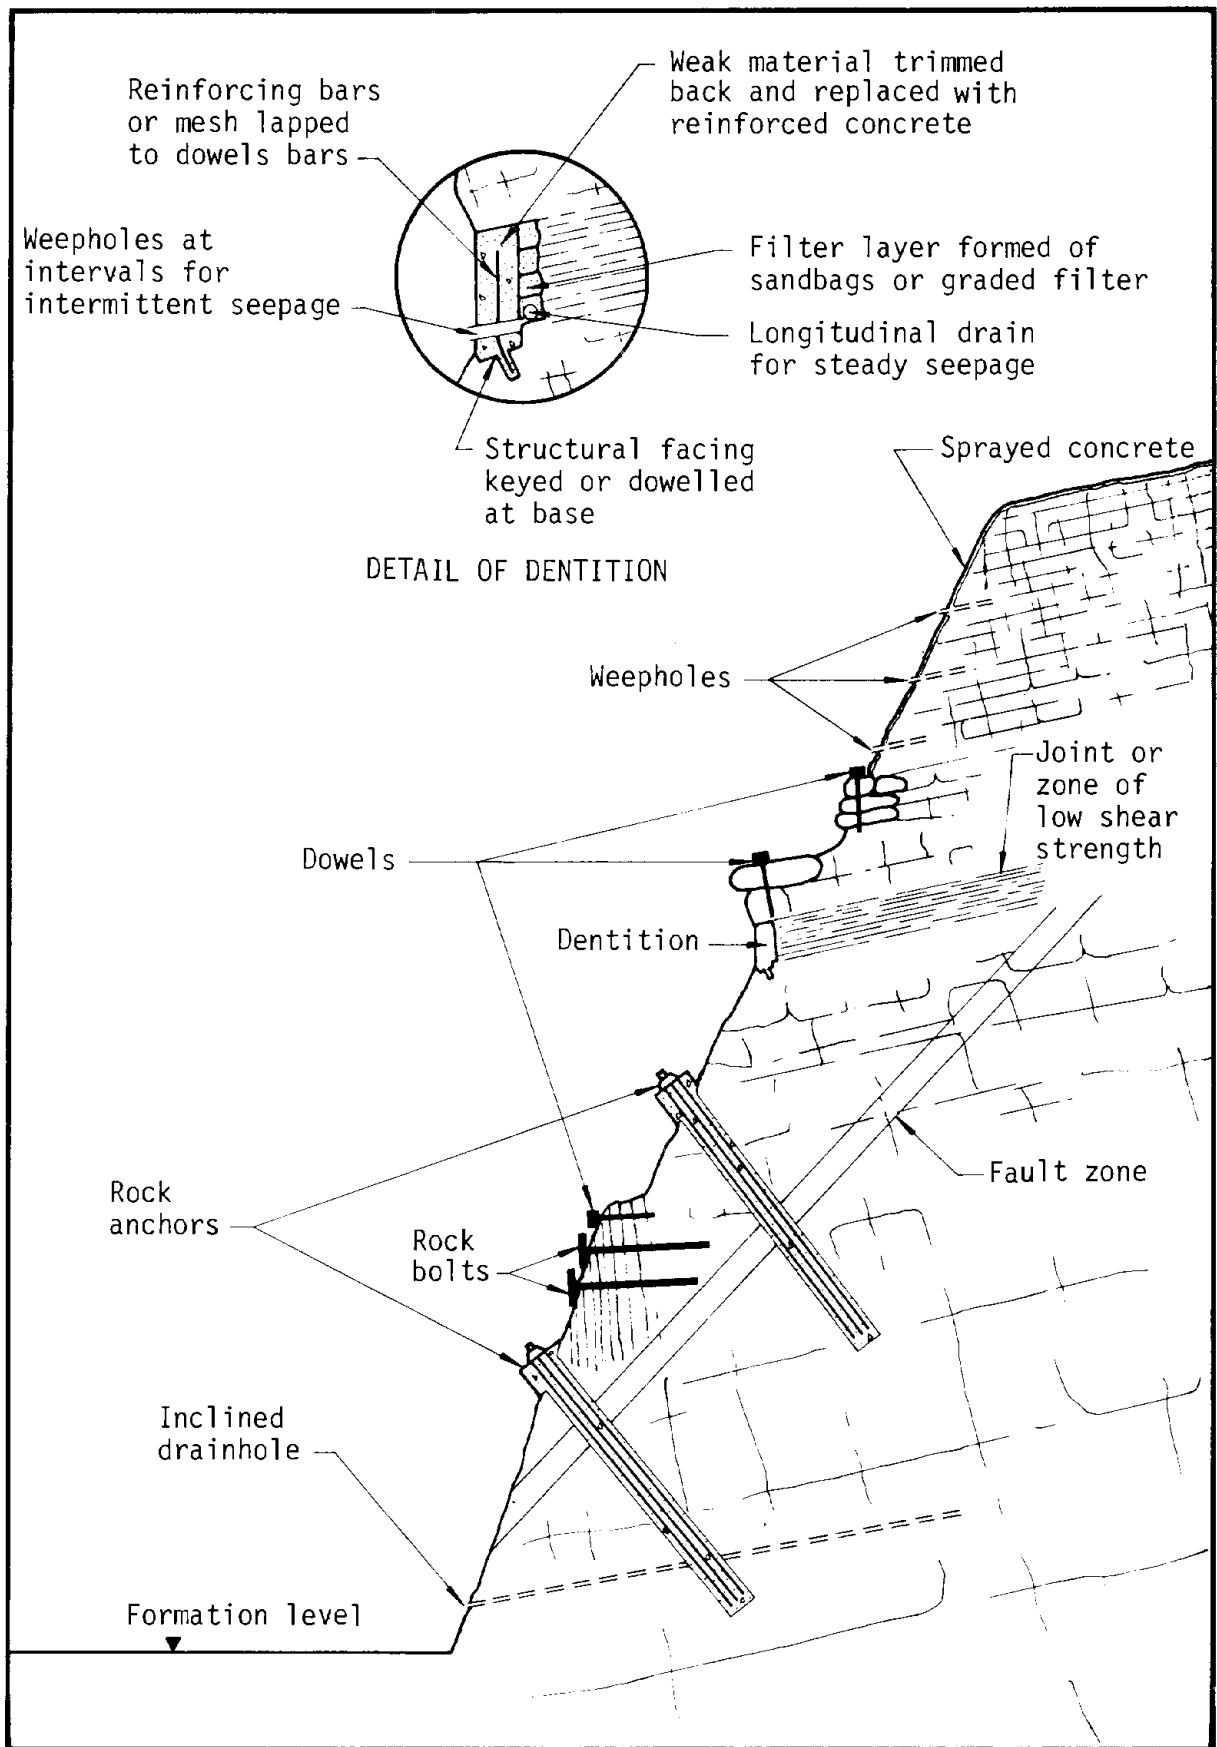 Weak material trimmed
back and replaced with
reinforced concrete
Reinforcing bars
or mesh lapped
to dowels bars
Weepholes at
intervals for
intermittent seepage
Filter layer formed of
sandbags or graded filter
Longitudinal drain
for steady seepage
Structural facing
keyed or dowelled
at base
Sprayed concrete
DETAIL OF DENTITION
Weepholes
Joint or
zone of
low shear
strength
Dowels
Dentition
Fault zone
Rock
anchors
Rock
bolts
Inclined
drainhole
Formation level